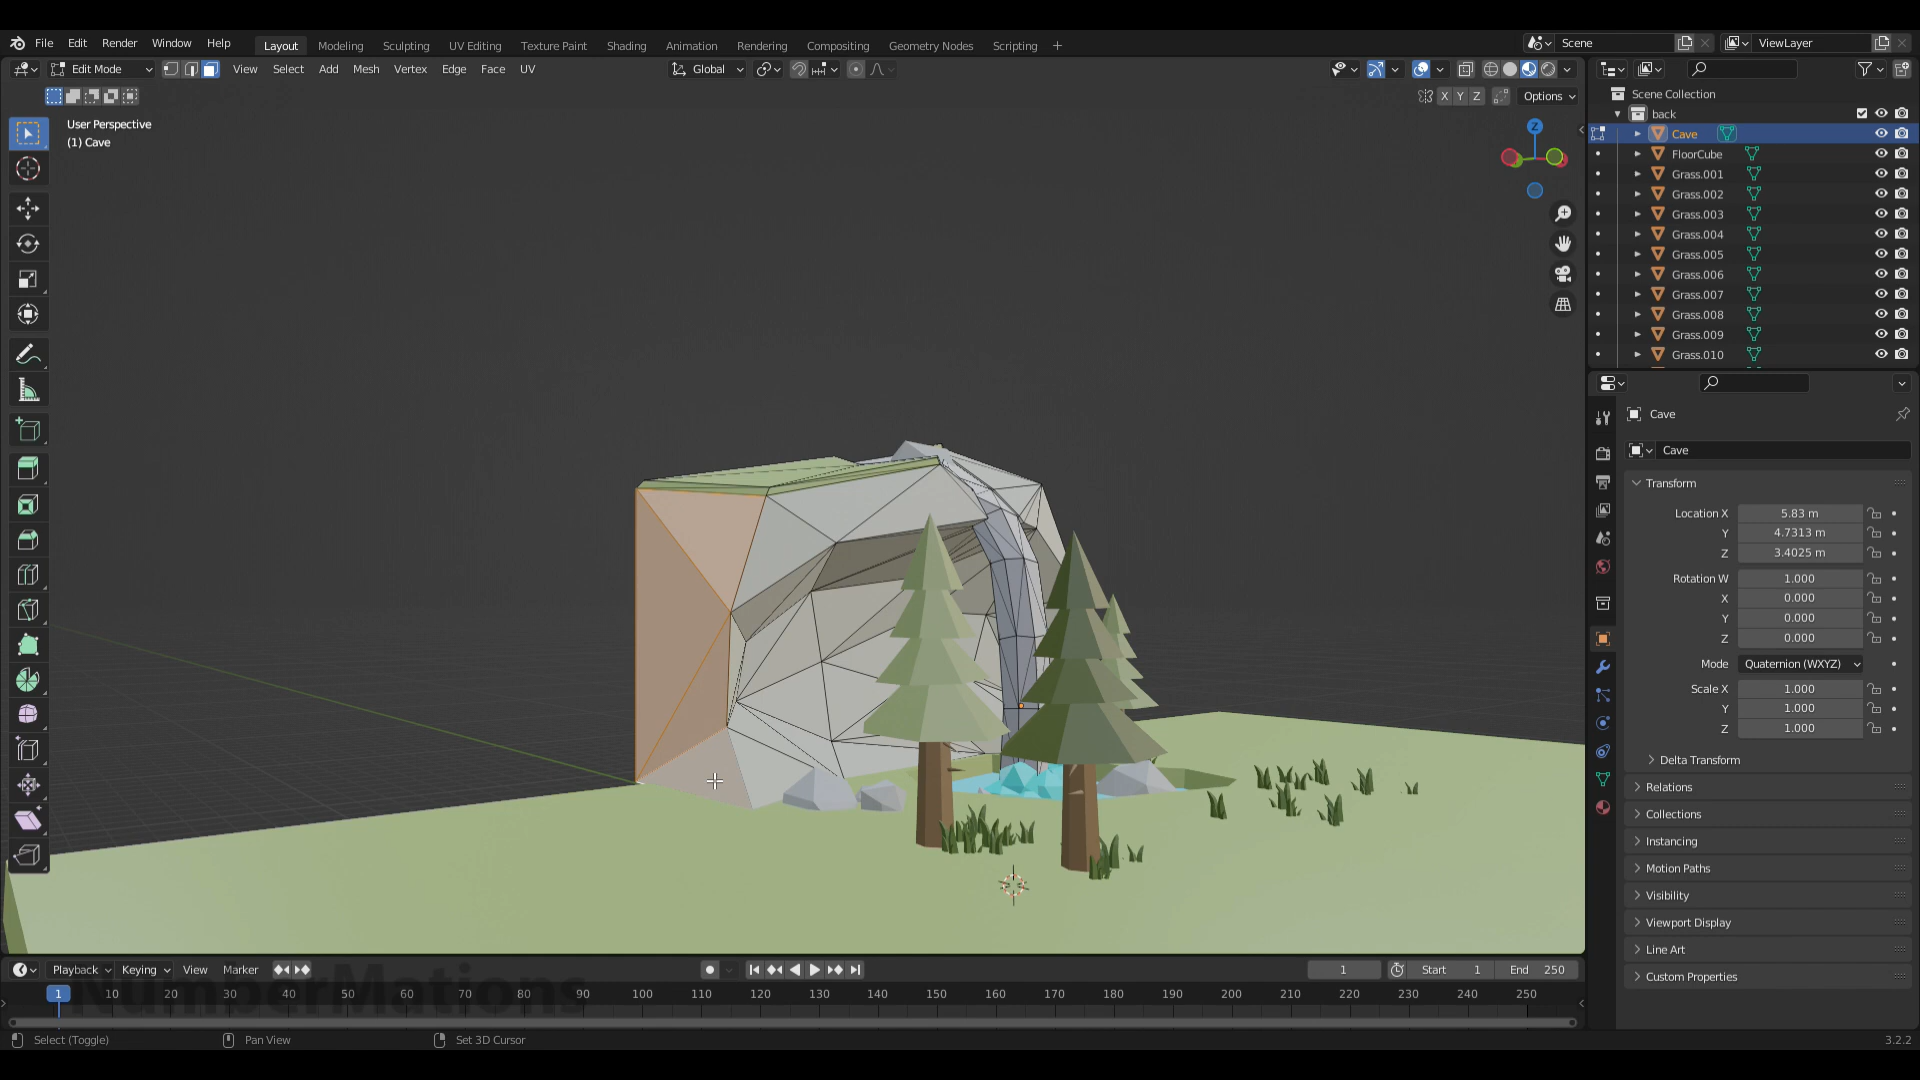 File Edit Render Window Help Layout Modeling Sculpting UV Editing Texture Paint Shading Animation Rendering Compositing Geometry Nodes Scripting + Scene ViewLayer
Edit Mode View Select Add Mesh Vertex Edge Face UV Global
X Y Z Options
User Perspective
(1) Cave
Z
Scene Collection
back
Cave
FloorCube
Grass.001
Grass.002
Grass.003
Grass.004
Grass.005
Grass.006
Grass.007
Grass.008
Grass.009
Grass.010
Cave
Cave
Transform
Location X 5.83 m
Y 4.7313 m
Z 3.4025 m
Rotation W 1.000
X 0.000
Y 0.000
Z 0.000
Mode Quaternion (WXYZ)
Scale X 1.000
Y 1.000
Z 1.000
Delta Transform
Relations
Collections
Instancing
Motion Paths
Visibility
Viewport Display
Line Art
Custom Properties
Playback Keying View Marker 1 Start 1 End 250
1 10 20 30 40 50 60 70 80 90 100 110 120 130 140 150 160 170 180 190 200 210 220 230 240 250
NumberMations
Select (Toggle) Pan View Set 3D Cursor 3.2.2